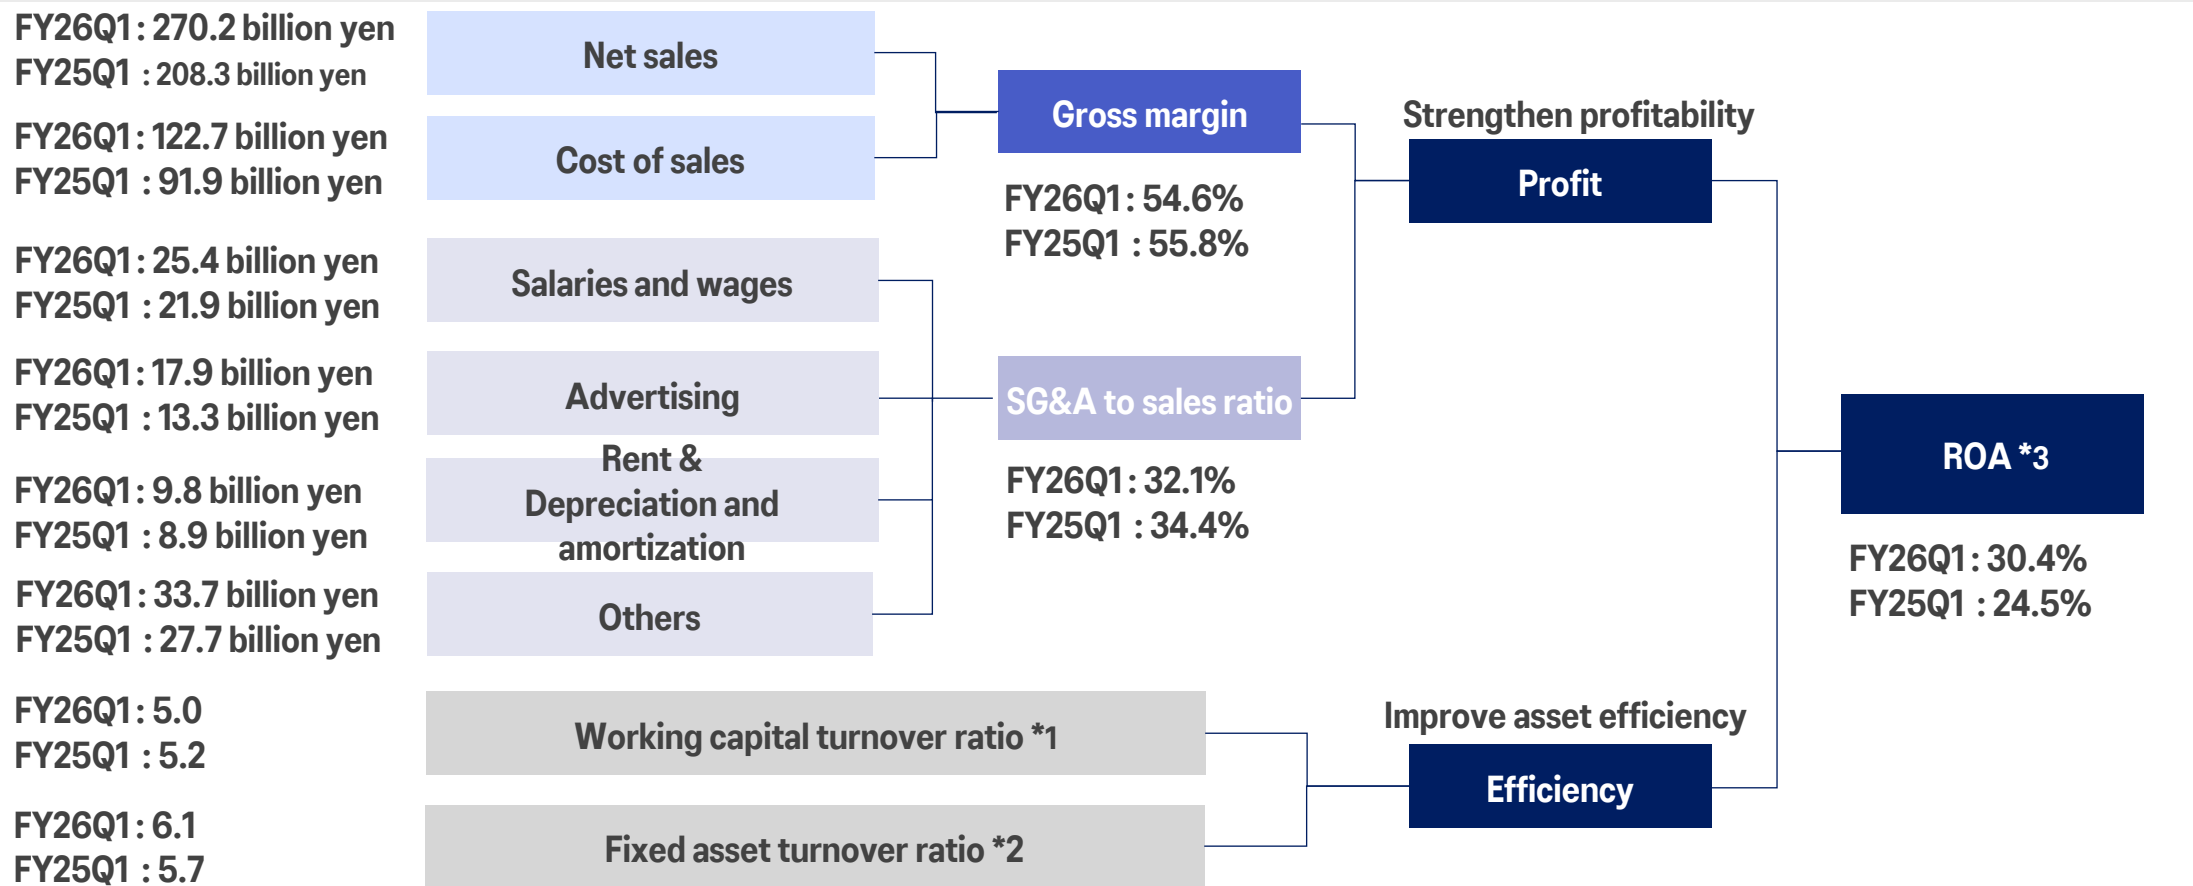 FY26Q1 : 270.2 billion yen
FY25Q1 : 208.3 billion yen
Net sales
FY26Q1 : 122.7 billion yen
FY25Q1 : 91.9 billion yen
Cost of sales
Gross margin
FY26Q1 : 54.6%
FY25Q1 : 55.8%
Strengthen profitability
Profit
FY26Q1 : 25.4 billion yen
FY25Q1 : 21.9 billion yen
Salaries and wages
FY26Q1 : 17.9 billion yen
FY25Q1 : 13.3 billion yen
Advertising
FY26Q1 : 9.8 billion yen
FY25Q1 : 8.9 billion yen
Rent &
Depreciation and
amortization
FY26Q1 : 33.7 billion yen
FY25Q1 : 27.7 billion yen
Others
SG&A to sales ratio
FY26Q1 : 32.1%
FY25Q1 : 34.4%
ROA *3
FY26Q1 : 30.4%
FY25Q1 : 24.5%
FY26Q1 : 5.0
FY25Q1 : 5.2
Working capital turnover ratio *1
FY26Q1 : 6.1
FY25Q1 : 5.7
Fixed asset turnover ratio *2
Improve asset efficiency
Efficiency